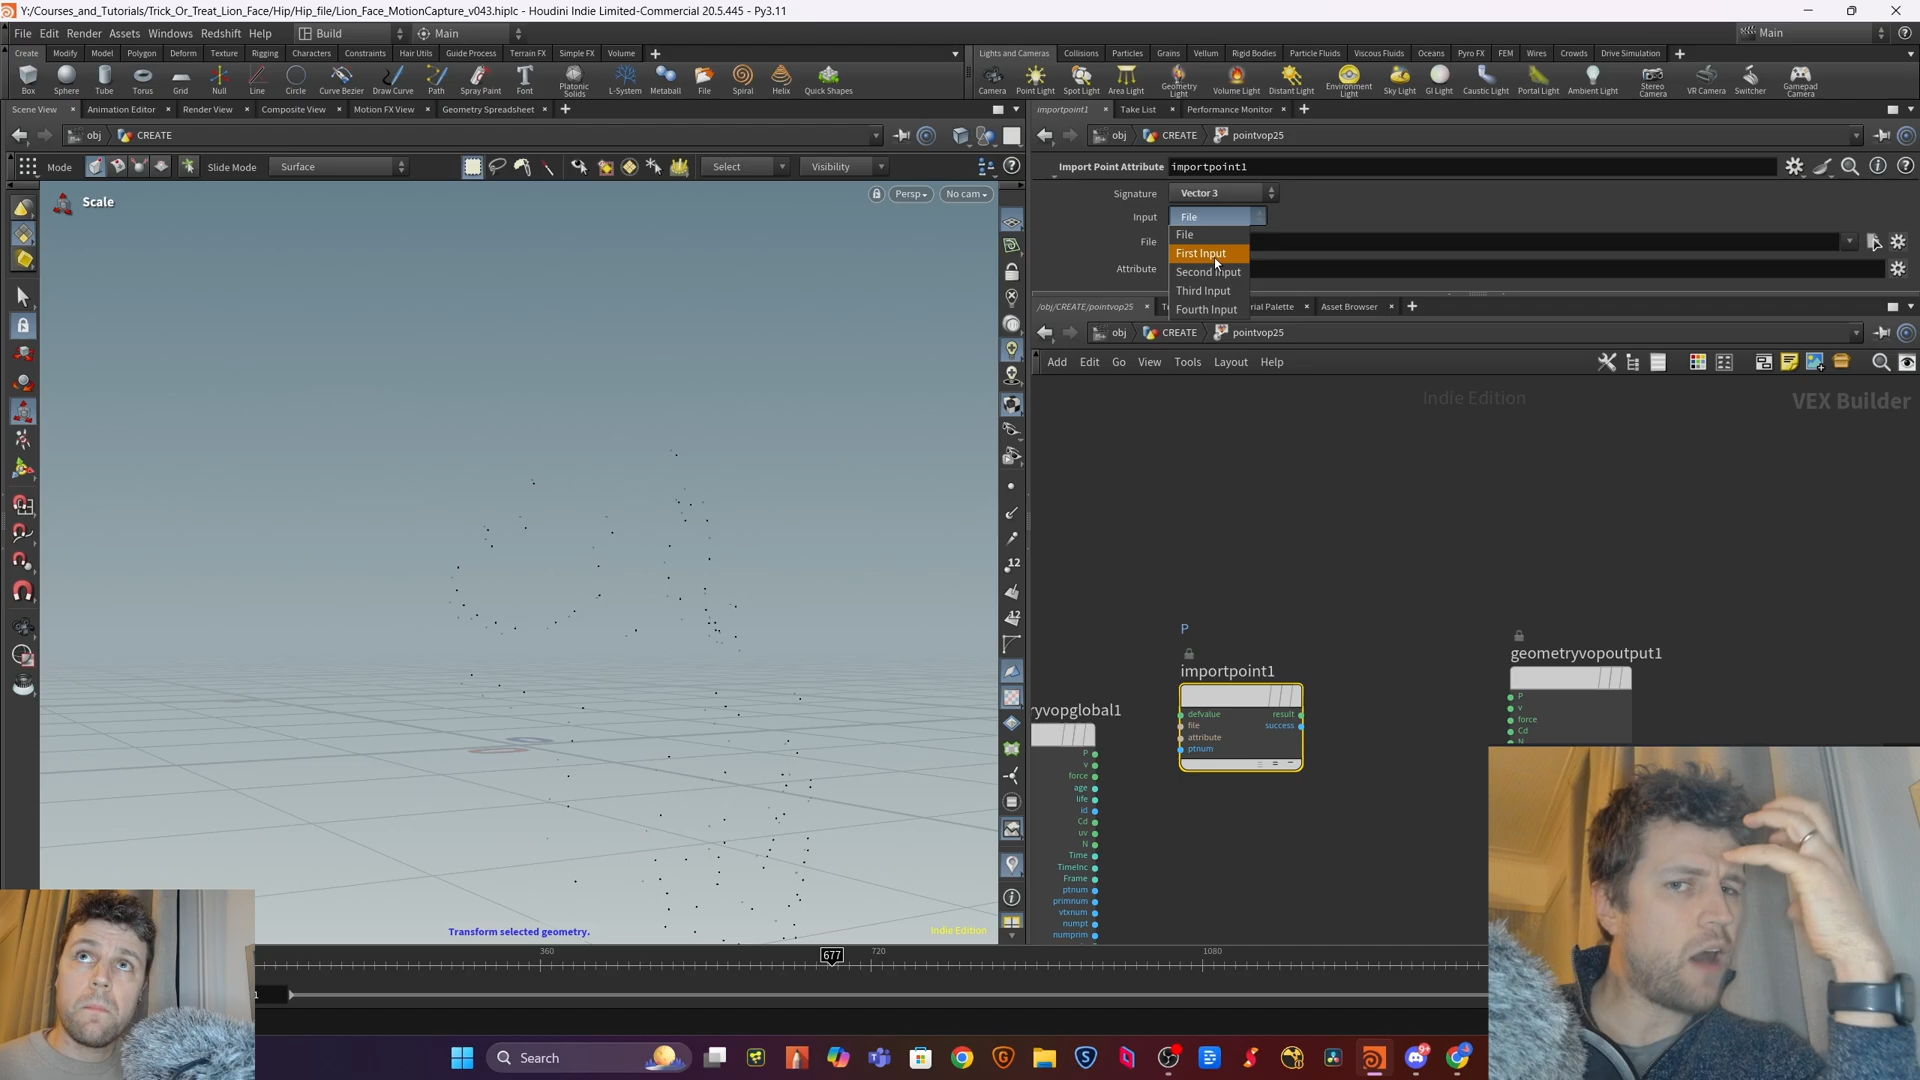 Y:/Courses_and_Tutorials/Trick_Or_Treat_Lion_Face/Hip/Hip_file/Lion_Face_MotionCapture_v043.hiplc - Houdini Indie Limited-Commercial 20.5.445 - Py3.11
File Edit Render Assets Windows Redshift Help Build Main Main
Create Modify Model Polygon Deform Texture Rigging Characters Constraints Hair Utils Guide Process Terrain FX Simple FX Volume
Lights and Cameras Collisions Particles Grains Vellum Rigid Bodies Particle Fluids Viscous Fluids Oceans Pyro FX FEM Wires Crowds Drive Simulation
Box Sphere Tube Torus Grid Null Line Circle Curve Bezier Draw Curve Path Spray Paint Font Platonic Solids L-System Metaball File Spiral Helix Quick Shapes
Camera Point Light Spot Light Area Light Geometry Light Volume Light Distant Light Environment Light Sky Light GI Light Caustic Light Portal Light Ambient Light Stereo Camera VR Camera Switcher Gamepad Camera
Scene View Animation Editor Render View Composite View Motion FX View Geometry Spreadsheet
importpoint1 Take List Performance Monitor
obj CREATE
obj CREATE pointvop25
Mode Slide Mode Surface Select Visibility
Import Point Attribute importpoint1
Scale
Persp No cam
Signature Vector 3
Input File
File
First Input
Second Input
Third Input
Fourth Input
File
Attribute
/obj/CREATE/pointvop25 ial Palette Asset Browser
obj CREATE pointvop25
Add Edit Go View Tools Layout Help
Indie Edition
VEX Builder
P
importpoint1
defvalue result
file success
attribute
ptnum
geometryvopoutput1
P
v
force
Cd
N
ryvopglobal1
P
v
force
age
life
id
Cd
uv
N
Time
TimeInc
Frame
ptnum
primnum
vtxnum
numpt
numprim
12
12
Transform selected geometry.
Indie Edition
360 677 720 1080
1
Search